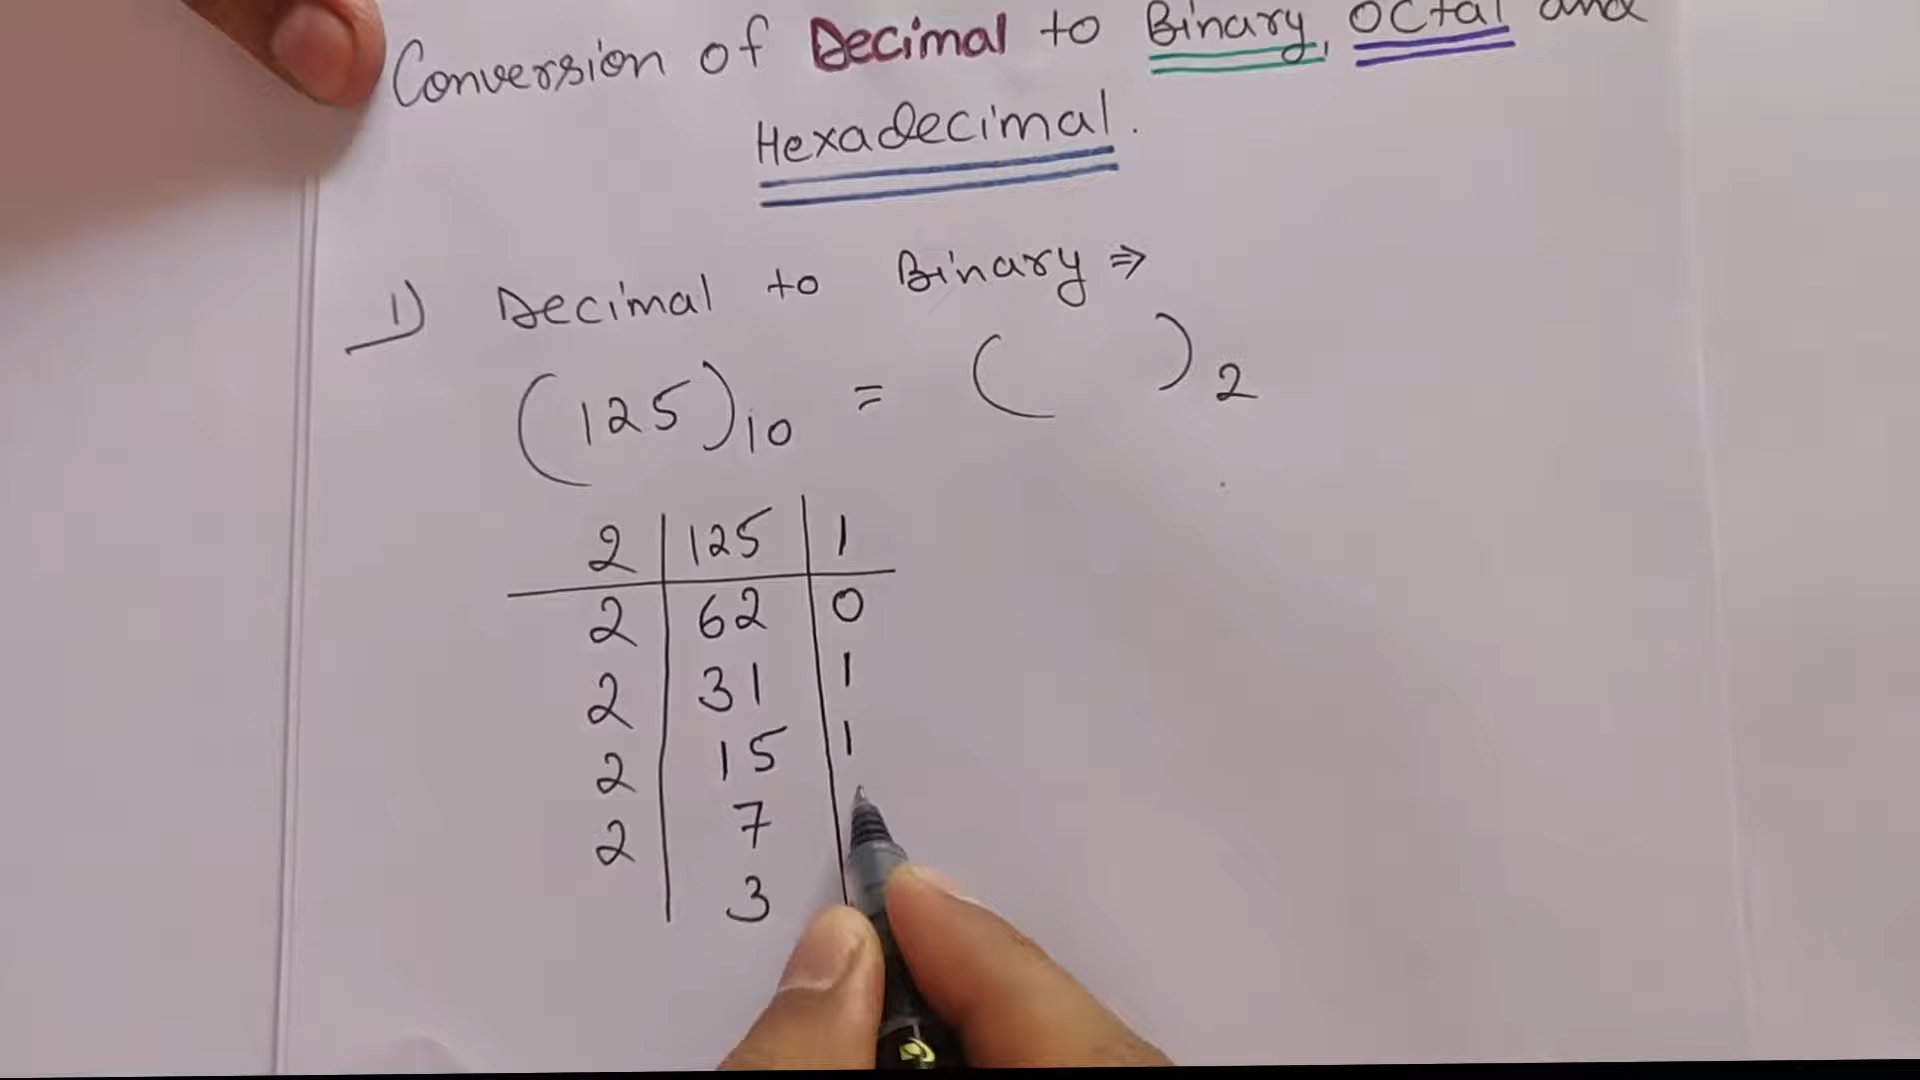 Conversion of Decimal to Binary, Octal and
Hexadecimal.
1) Decimal to Binary ⇒
(125)10 = ( )2
2 | 125 | 1
2 | 62 | 0
2 | 31 | 1
2 | 15 | 1
2 | 7
3